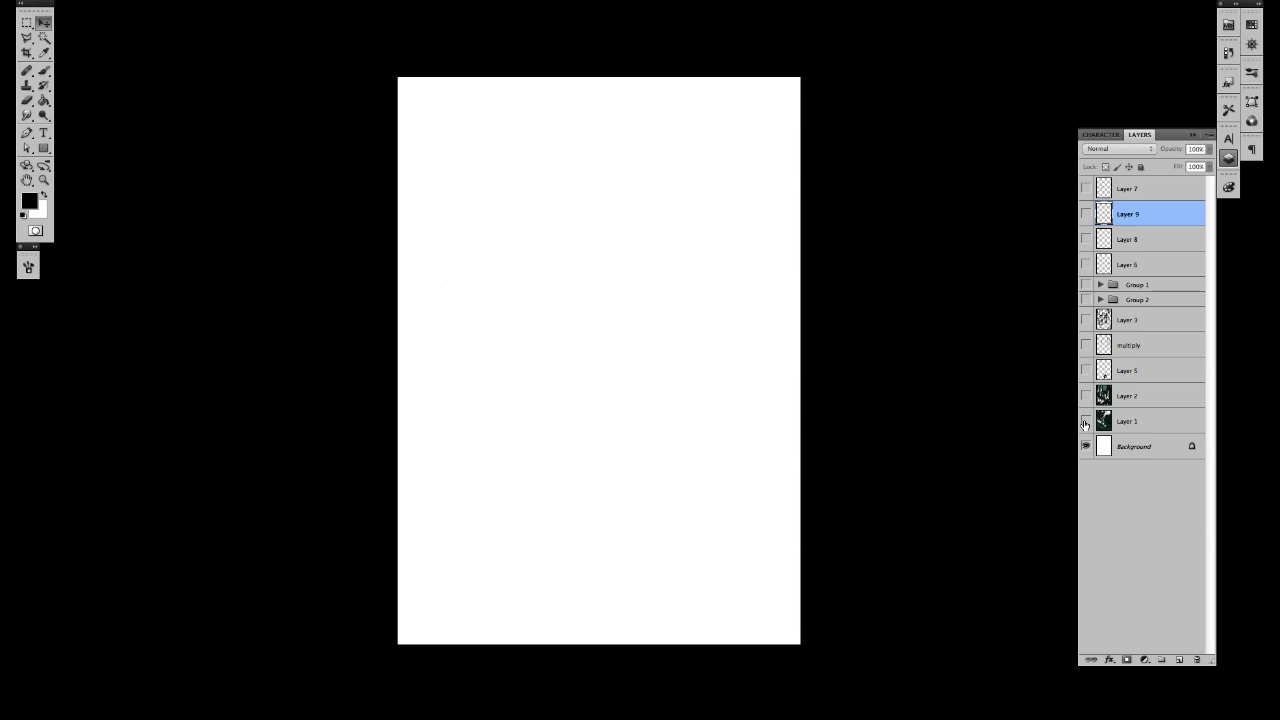 CHARACTER LAYERS
Normal Opacity: 100%
Lock: Fill: 100%
Layer 7
Layer 9
Layer 8
Layer 6
Group 1
Group 2
Layer 3
multiply
Layer 5
Layer 2
Layer 1
Background